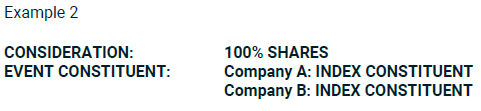 Example 2
CONSIDERATION: 100% SHARES
EVENT CONSTITUENT: Company A: INDEX CONSTITUENT
Company B: INDEX CONSTITUENT